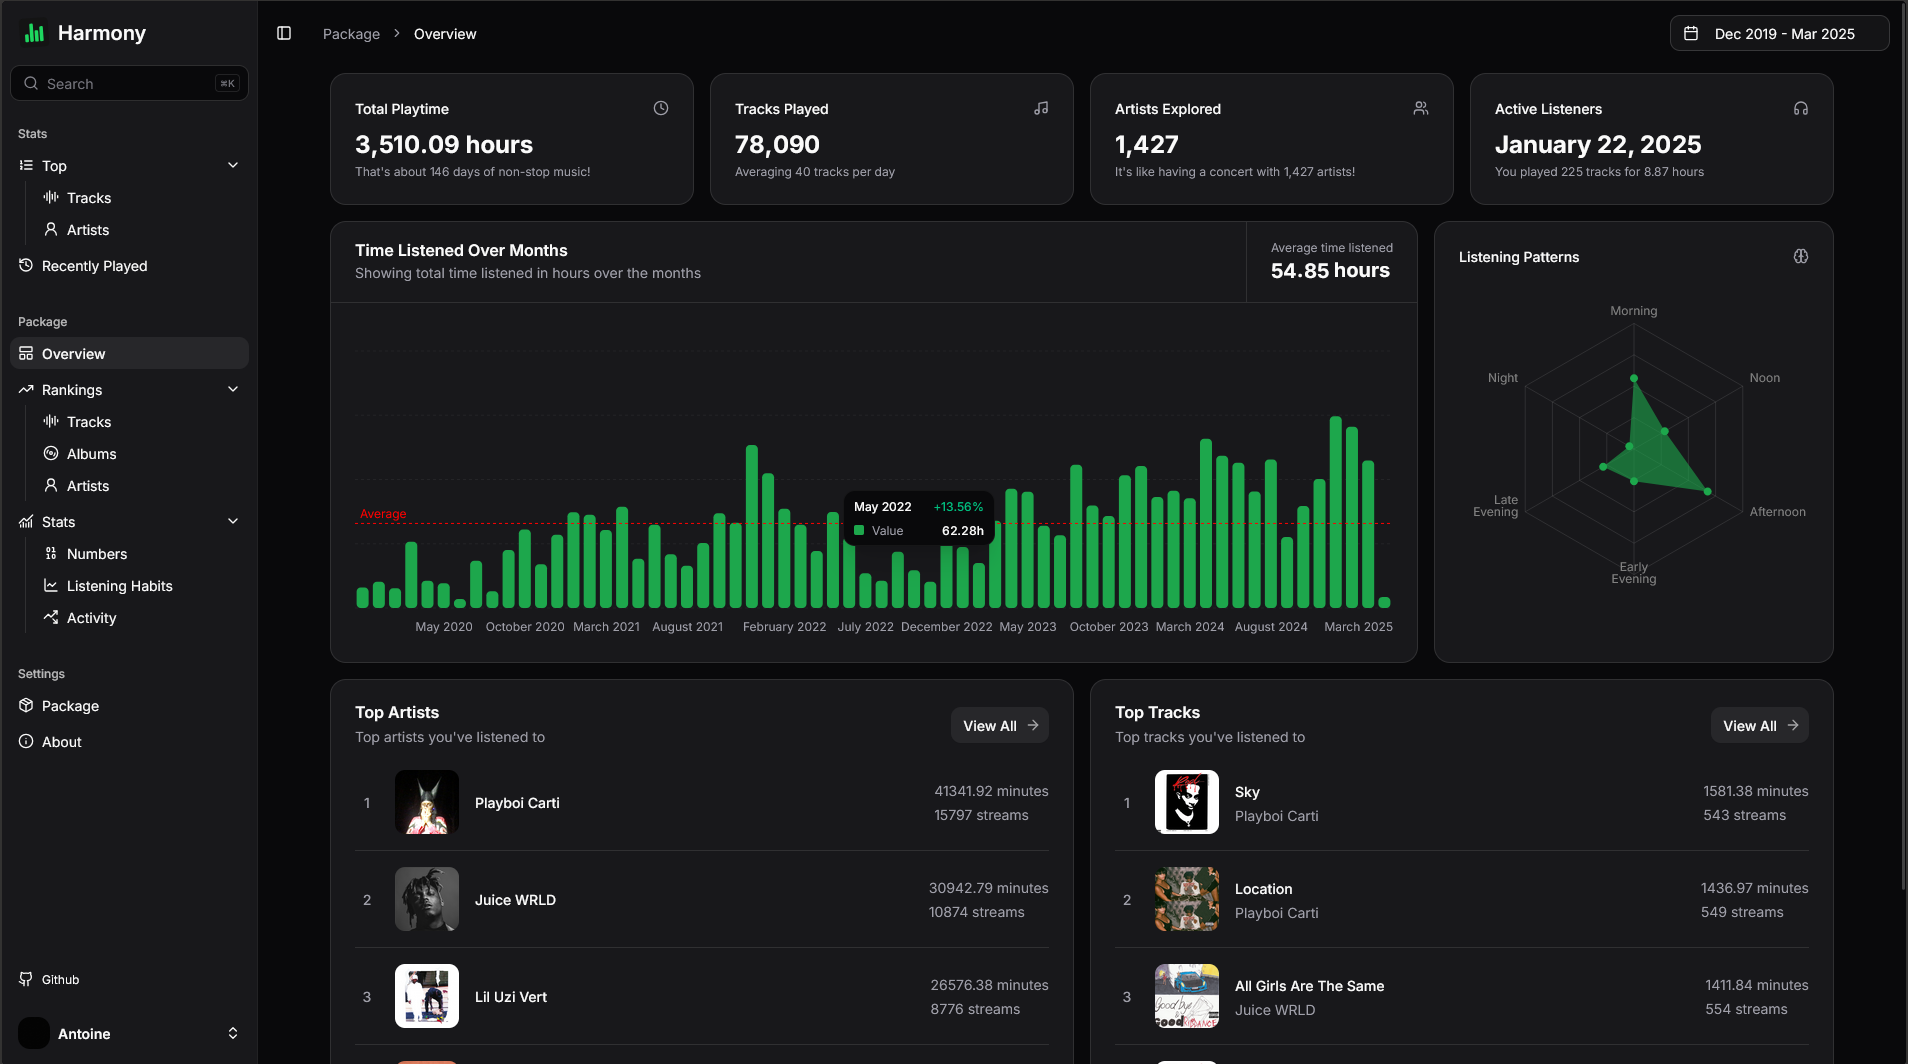 Harmony
Search
⌘K
Stats
Top
Tracks
Artists
Recently Played
Package
Overview
Rankings
Tracks
Albums
Artists
Stats
Numbers
Listening Habits
Activity
Settings
Package
About
Github
Antoine
Package > Overview
Dec 2019 - Mar 2025
Total Playtime
3,510.09 hours
That's about 146 days of non-stop music!
Tracks Played
78,090
Averaging 40 tracks per day
Artists Explored
1,427
It's like having a concert with 1,427 artists!
Active Listeners
January 22, 2025
You played 225 tracks for 8.87 hours
Time Listened Over Months
Showing total time listened in hours over the months
Average time listened
54.85 hours
Average
May 2022 +13.56%
Value 62.28h
May 2020 October 2020 March 2021 August 2021 February 2022 July 2022 December 2022 May 2023 October 2023 March 2024 August 2024 March 2025
Listening Patterns
Morning
Noon
Afternoon
Early
Evening
Late
Evening
Night
Top Artists
Top artists you've listened to
View All
1
Playboi Carti
41341.92 minutes
15797 streams
2
Juice WRLD
30942.79 minutes
10874 streams
3
Lil Uzi Vert
26576.38 minutes
8776 streams
Top Tracks
Top tracks you've listened to
View All
1
Sky
Playboi Carti
1581.38 minutes
543 streams
2
Location
Playboi Carti
1436.97 minutes
549 streams
3
All Girls Are The Same
Juice WRLD
1411.84 minutes
554 streams